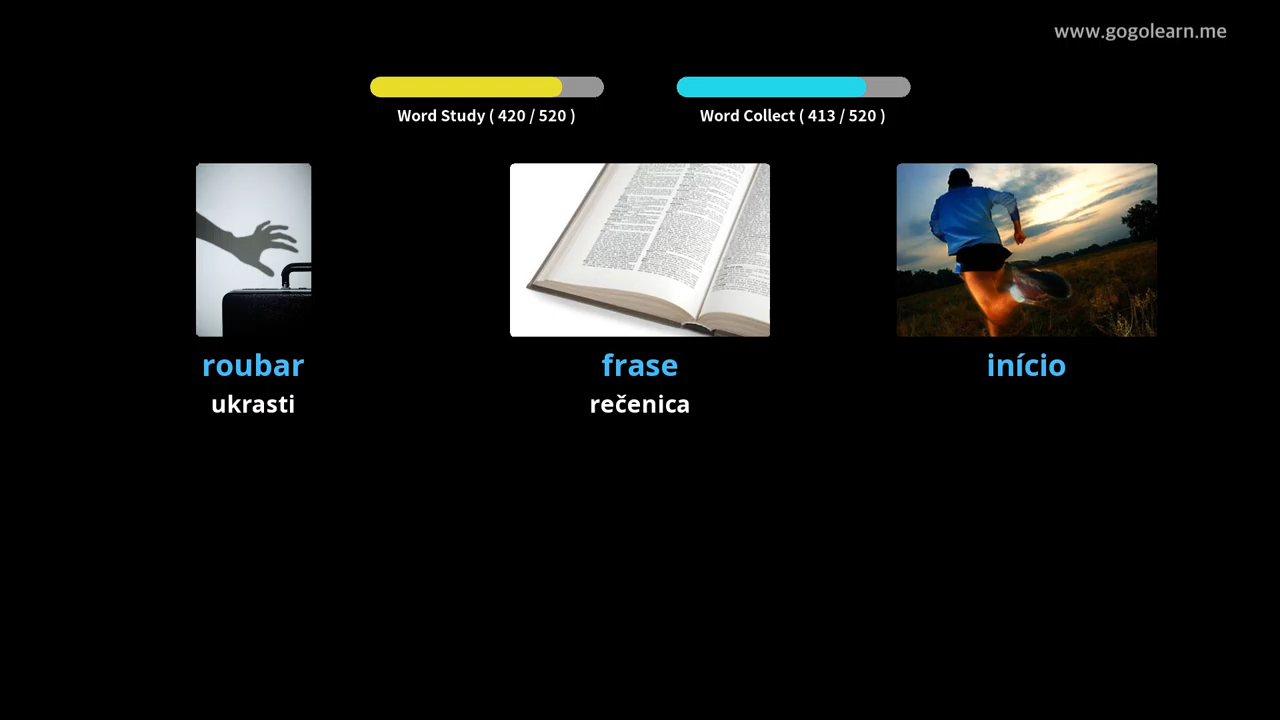 www.gogolearn.me
Word Study ( 420 / 520 )
Word Collect ( 413 / 520 )
roubar
frase
início
ukrasti
rečenica